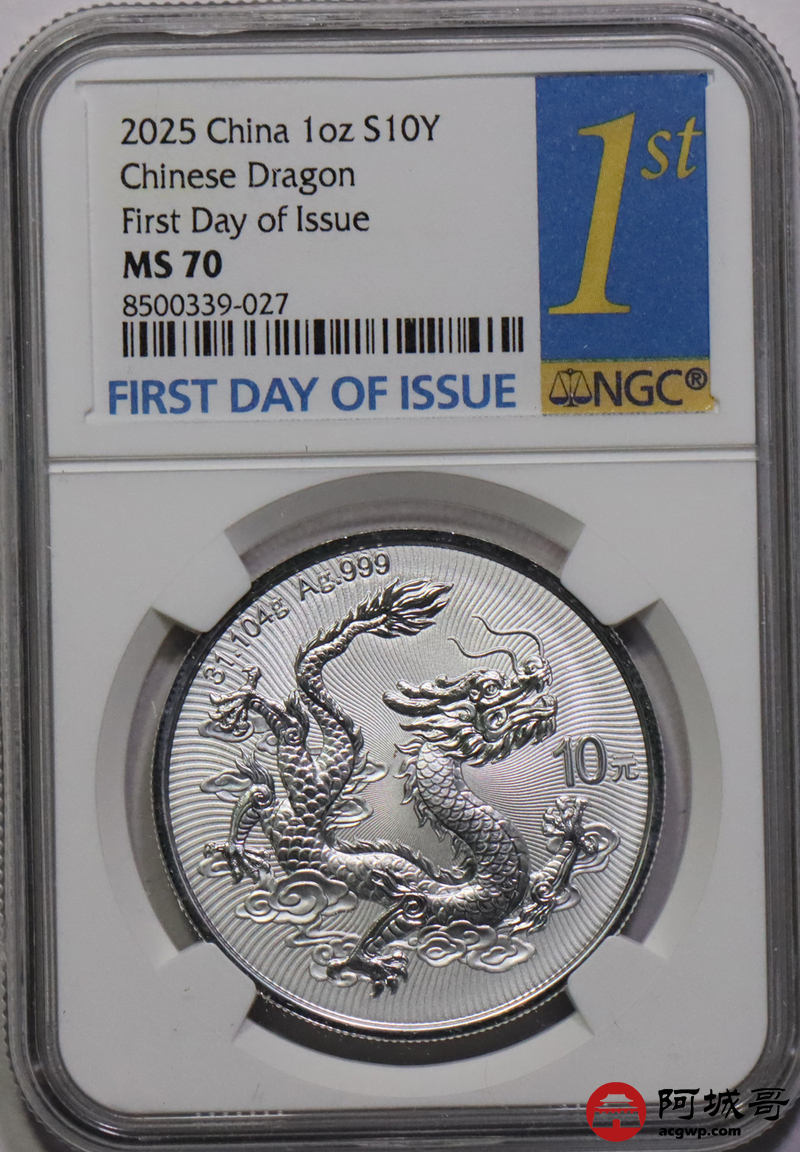 2025 China 1oz S10Y
Chinese Dragon
First Day of Issue
MS 70
8500339-027
FIRST DAY OF ISSUE
1st
NGC®
31.104g Ag.999
10元
阿城哥
acgwp.com